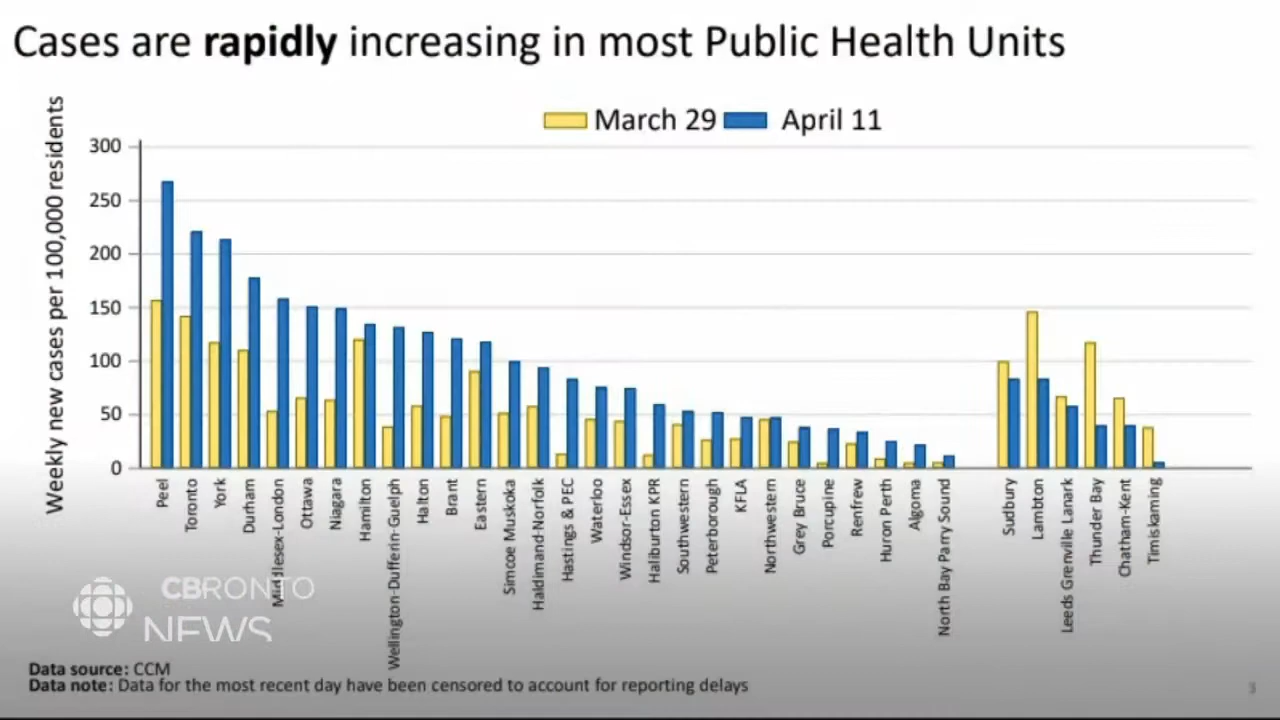 Cases are rapidly increasing in most Public Health Units
March 29
April 11
Weekly new cases per 100,000 residents
300
250
200
150
100
50
0
Peel
Toronto
York
Durham
Middlesex-London
Ottawa
Niagara
Hamilton
Wellington-Dufferin-Guelph
Halton
Brant
Eastern
Simcoe Muskoka
Haldimand-Norfolk
Hastings & PEC
Waterloo
Windsor-Essex
Haliburton KPR
Southwestern
Peterborough
KFLA
Northwestern
Grey Bruce
Porcupine
Renfrew
Huron Perth
Algoma
North Bay Parry Sound
Sudbury
Lambton
Leeds Grenville Lanark
Thunder Bay
Chatham-Kent
Timiskaming
NEWS
Data source: CCM
Data note: Data for the most recent day have been censored to account for reporting delays
3